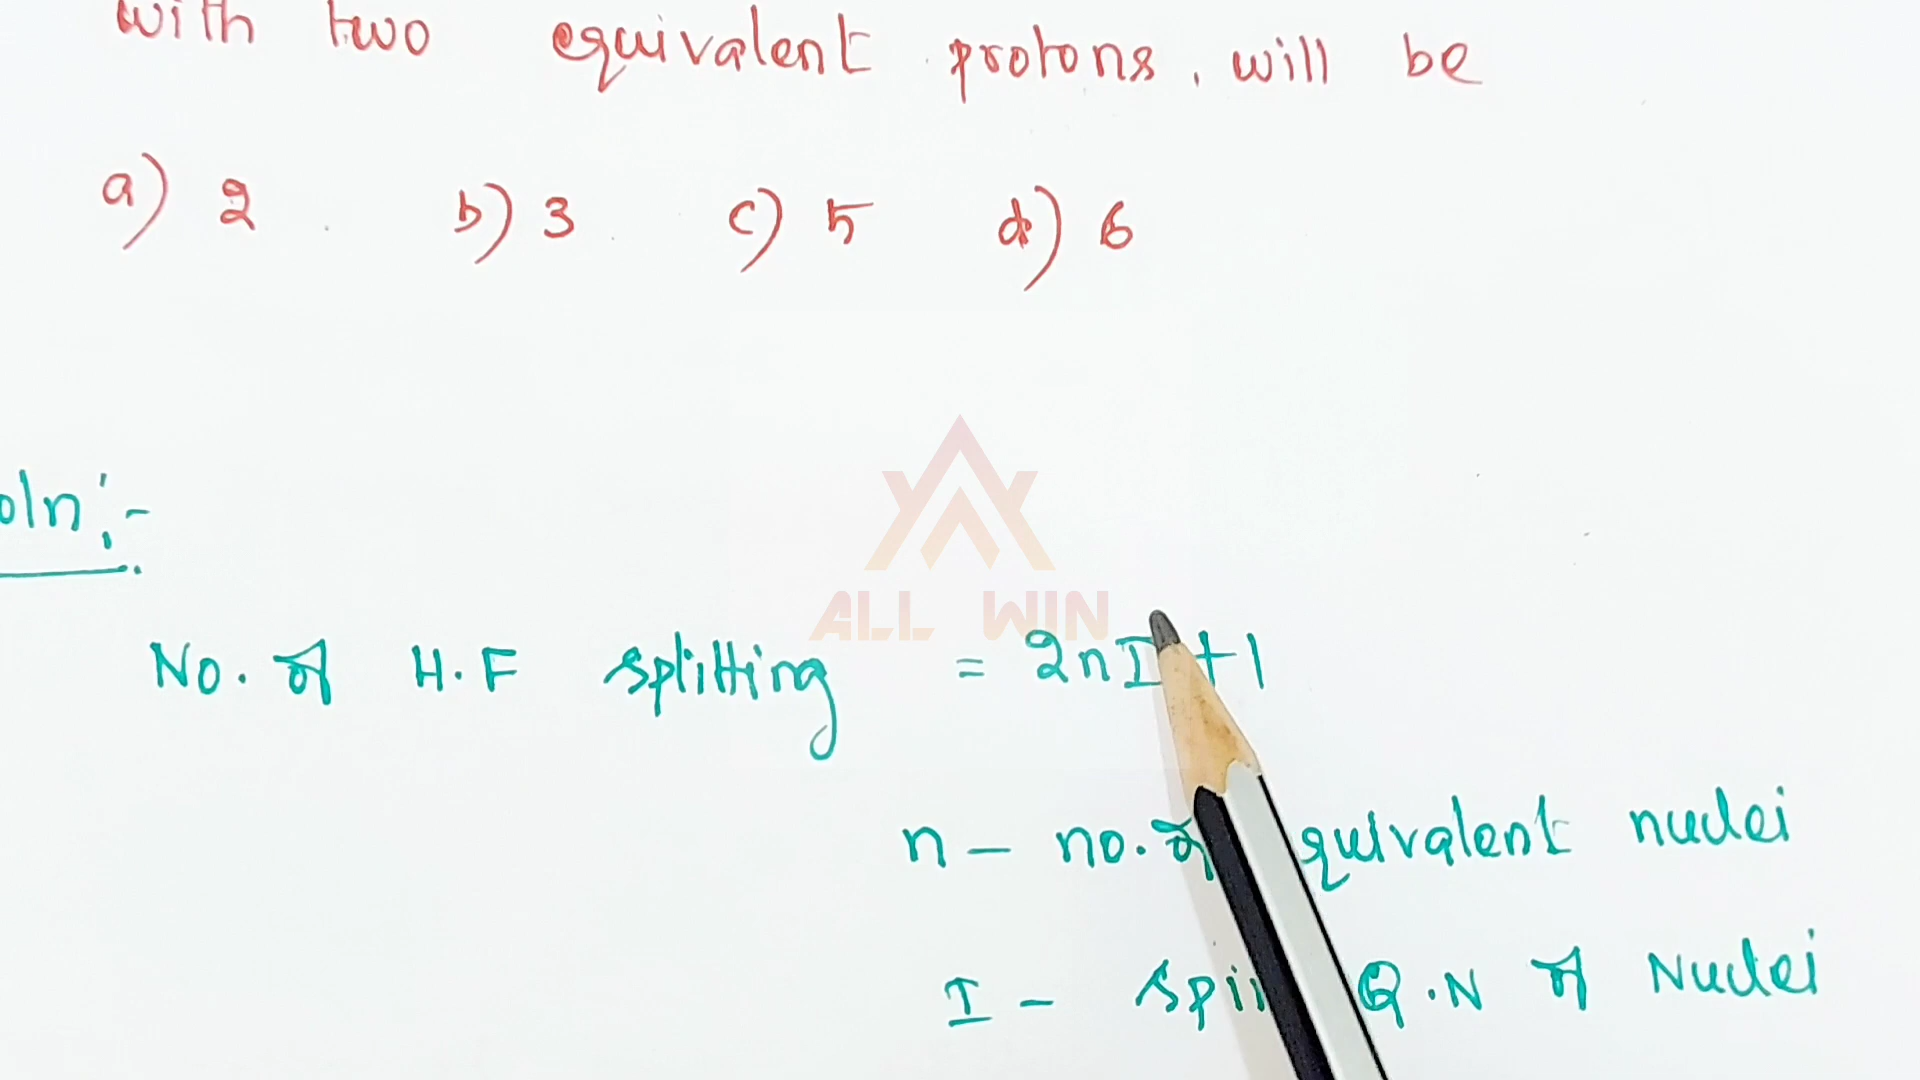 with two equivalent protons, will be
a) 2 b) 3 c) 5 d) 6
oln:-
ALL WIN
No. of H.F splitting = 2nI+1
n - no. of quivalent nuclei
I - Q.N of Nuclei